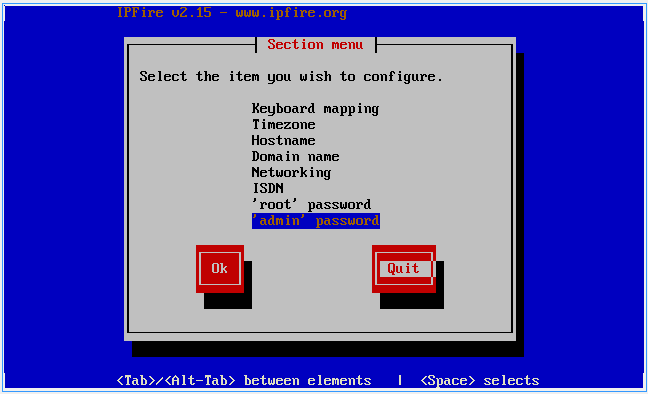 IPFire v2.15 - www.ipfire.org
Section menu
Select the item you wish to configure.
Keyboard mapping
Timezone
Hostname
Domain name
Networking
ISDN
'root' password
'admin' password
Ok Quit
<Tab>/<Alt-Tab> between elements | <Space> selects